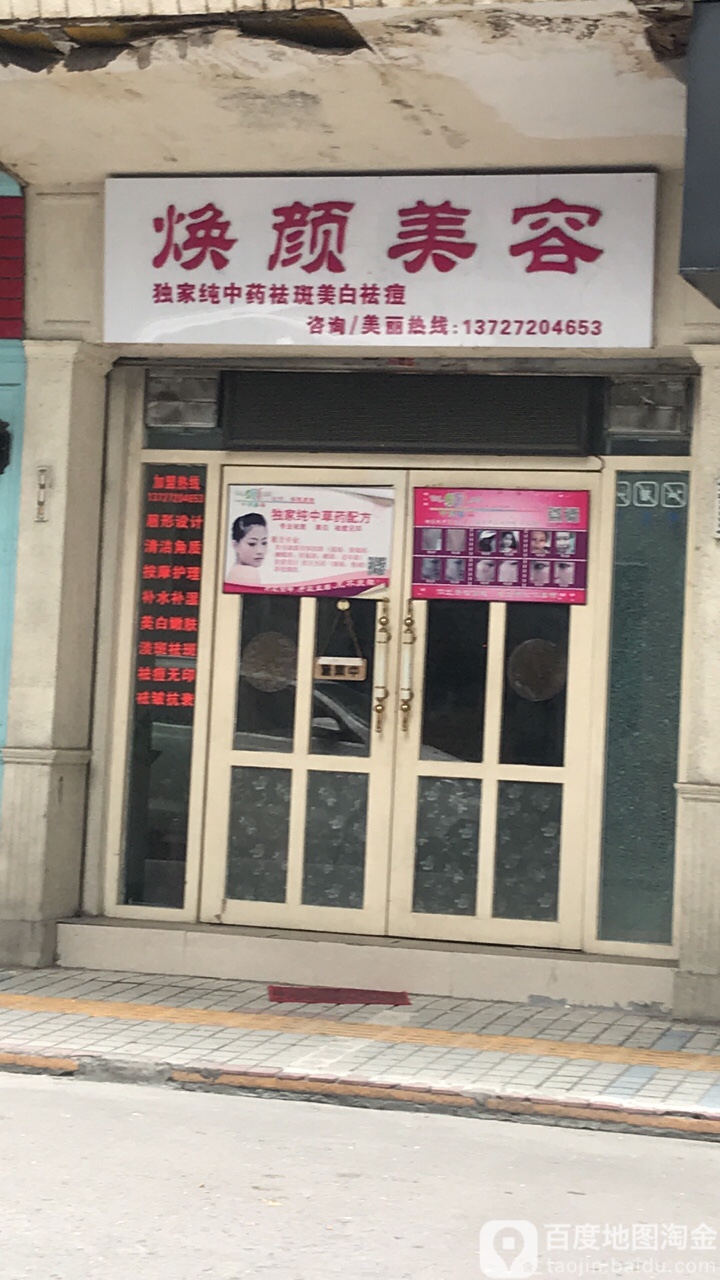 焕颜美容
独家纯中药祛斑美白祛痘
咨询/美丽热线:13727204653
加盟热线
13727204653
眉形设计
清洁角质
按摩护理
补水补湿
美白嫩肤
淡斑祛斑
祛痘无印
祛皱抗衰
独家纯中草药配方
营业中
百度地图淘金
taojin.baidu.com